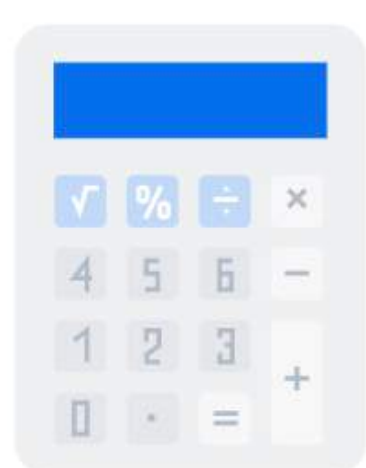 √ % ÷ ×
4 5 6 −
1 2 3 +
0 . =